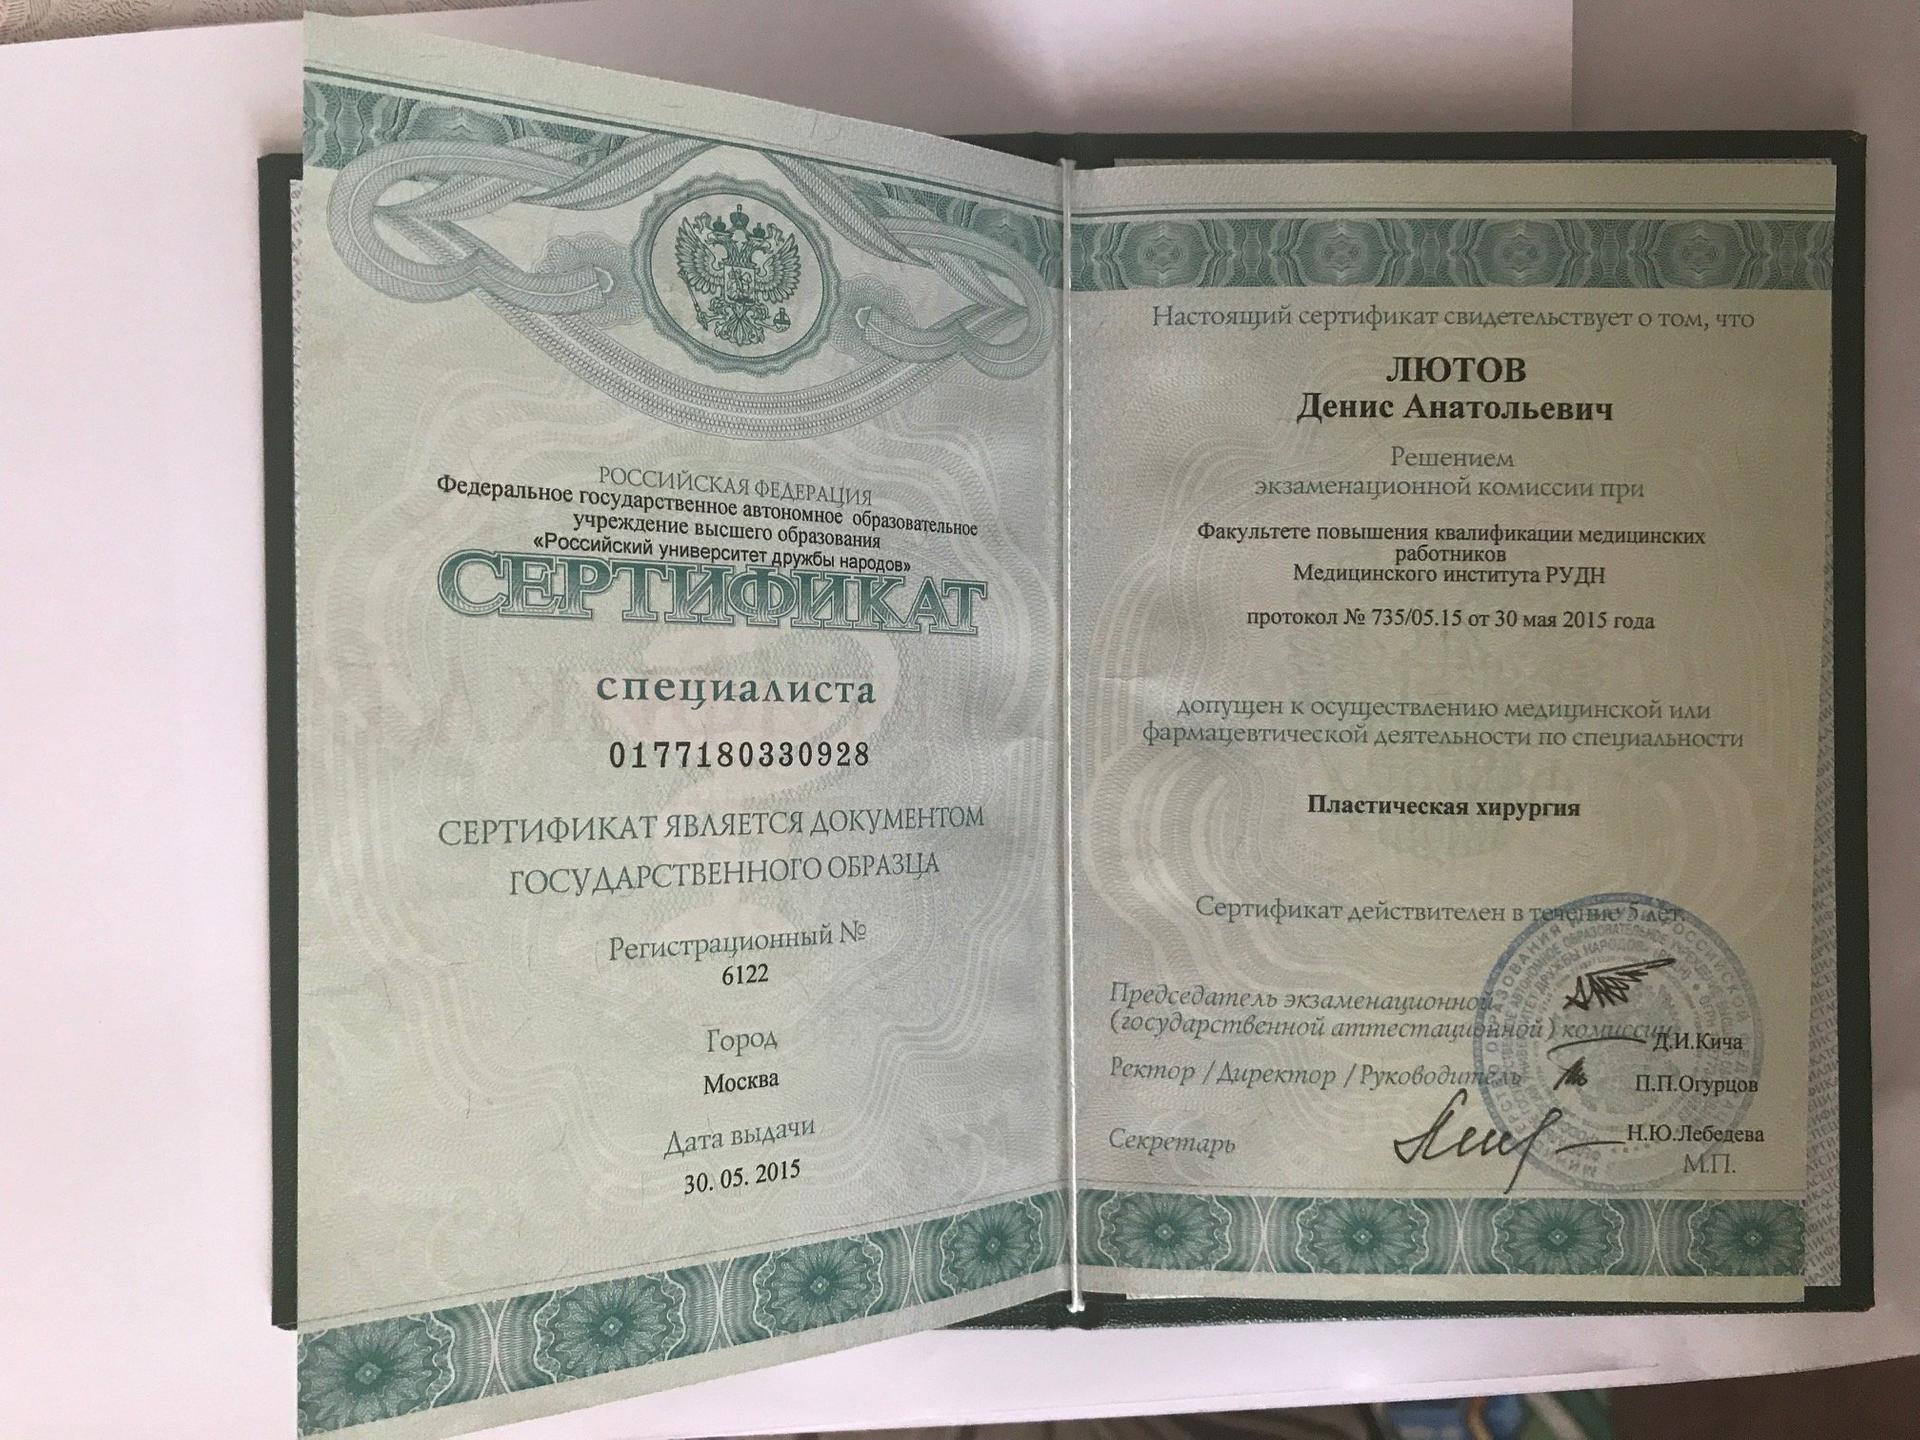 РОССИЙСКАЯ ФЕДЕРАЦИЯ
Федеральное государственное автономное образовательное
учреждение высшего образования
«Российский университет дружбы народов»
СЕРТИФИКАТ
специалиста
0177180330928
СЕРТИФИКАТ ЯВЛЯЕТСЯ ДОКУМЕНТОМ
ГОСУДАРСТВЕННОГО ОБРАЗЦА
Регистрационный №
6122
Город
Москва
Дата выдачи
30. 05. 2015
Настоящий сертификат свидетельствует о том, что
ЛЮТОВ
Денис Анатольевич
Решением
экзаменационной комиссии при
Факультете повышения квалификации медицинских
работников
Медицинского института РУДН
протокол № 735/05.15 от 30 мая 2015 года
допущен к осуществлению медицинской или
фармацевтической деятельности по специальности
Пластическая хирургия
Сертификат действителен в течение 5 лет.
Председатель экзаменационной
(государственной аттестационной) комиссии
Д.И.Кича
Ректор /Директор /Руководитель
П.П.Огурцов
Секретарь
Н.Ю.Лебедева
М.П.